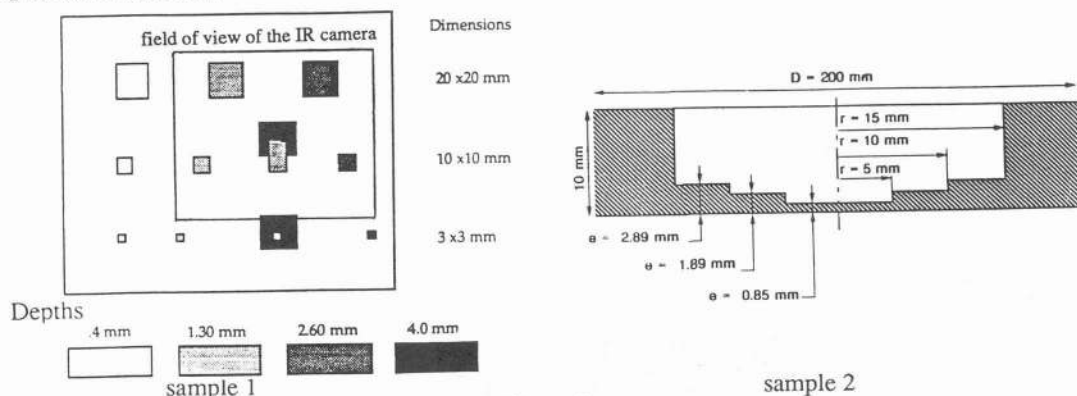 field of view of the IR camera
Dimensions
20 x20 mm
10 x10 mm
3 x3 mm
Depths
.4 mm
1.30 mm
2.60 mm
4.0 mm
sample 1
D = 200 mm
r = 15 mm
r = 10 mm
r = 5 mm
10 mm
e = 2.89 mm
e = 1.89 mm
e = 0.85 mm
sample 2